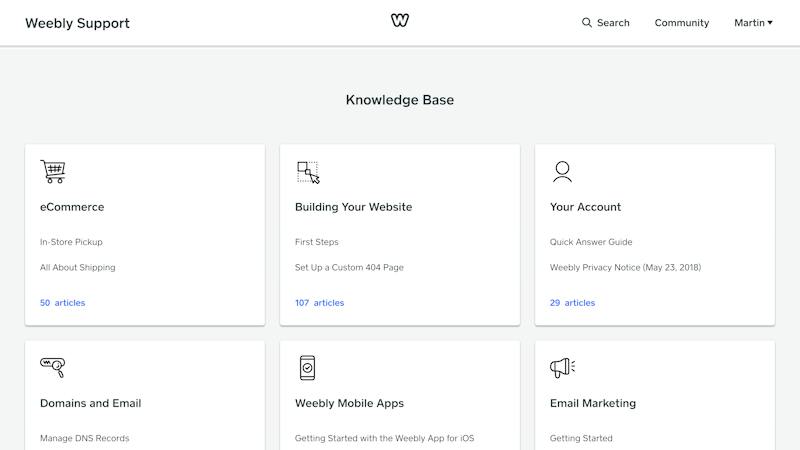 Weebly Support
Search
Community
Martin
Knowledge Base
eCommerce
In-Store Pickup
All About Shipping
50 articles
Building Your Website
First Steps
Set Up a Custom 404 Page
107 articles
Your Account
Quick Answer Guide
Weebly Privacy Notice (May 23, 2018)
29 articles
Domains and Email
Manage DNS Records
Weebly Mobile Apps
Getting Started with the Weebly App for iOS
Email Marketing
Getting Started